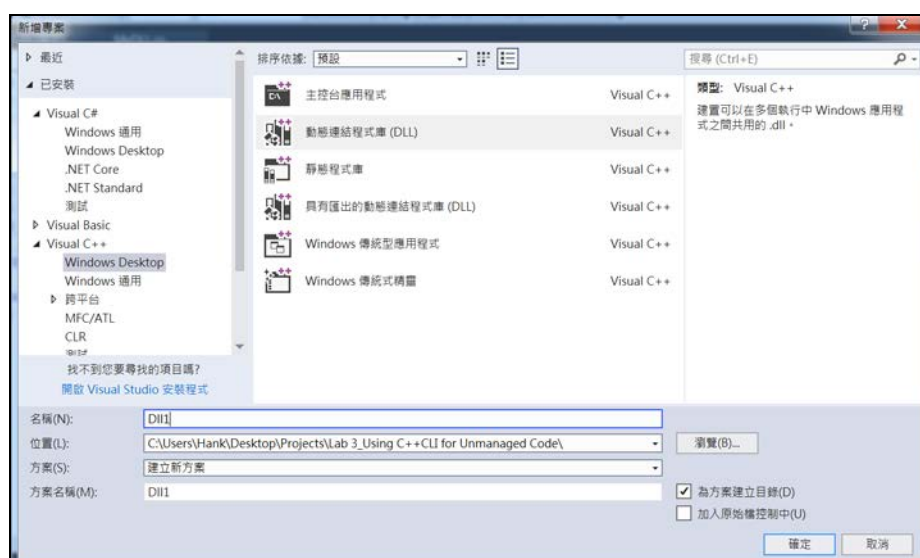 新增專案
最近
已安裝
Visual C#
Windows 通用
Windows Desktop
.NET Core
.NET Standard
測試
Visual Basic
Visual C++
Windows Desktop
Windows 通用
跨平台
MFC/ATL
CLR
測試
找不到您要尋找的項目嗎?
開啟 Visual Studio 安裝程式
排序依據: 預設
主控台應用程式 Visual C++
動態連結程式庫 (DLL) Visual C++
靜態程式庫 Visual C++
具有匯出的動態連結程式庫 (DLL) Visual C++
Windows 傳統型應用程式 Visual C++
Windows 傳統式精靈 Visual C++
搜尋 (Ctrl+E)
類型: Visual C++
建置可以在多個執行中 Windows 應用程
式之間共用的 .dll。
名稱(N): Dll1
位置(L): C:\Users\Hank\Desktop\Projects\Lab 3_Using C++CLI for Unmanaged Code\ 瀏覽(B)...
方案(S): 建立新方案
方案名稱(M): Dll1
為方案建立目錄(D)
加入原始檔控制中(U)
確定 取消